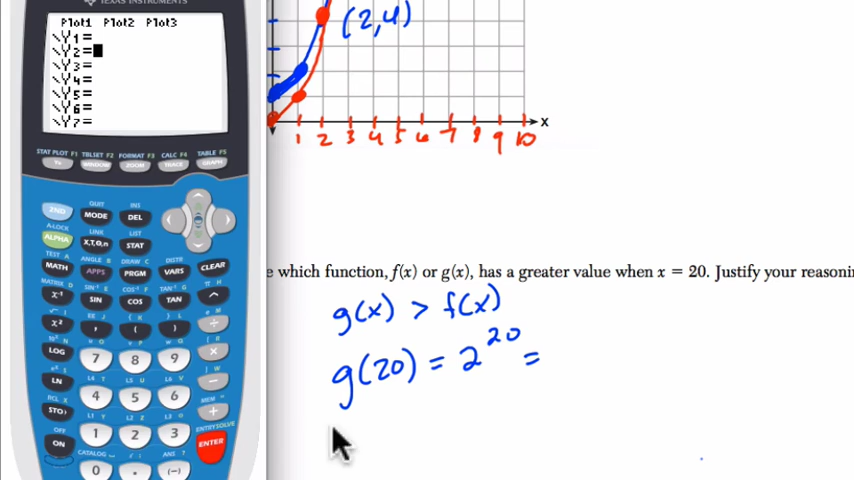 TEXAS INSTRUMENTS
Plot1 Plot2 Plot3
\Y1=
\Y2=
\Y3=
\Y4=
\Y5=
\Y6=
\Y7=
STAT PLOT F1 TBLSET F2 FORMAT F3 CALC F4 TABLE F5
Y= WINDOW ZOOM TRACE GRAPH
QUIT INS
2ND MODE DEL
A-LOCK LINK LIST
ALPHA X,T,Θ,n STAT
TEST A ANGLE B DRAW C DISTR
MATH APPS PRGM VARS CLEAR
MATRIX D SIN⁻¹ E COS⁻¹ F TAN⁻¹ G π H
x⁻¹ SIN COS TAN ^
x² , ( ) ÷
LOG 7 8 9
LN 4 5 6
RCL X
STO› 1 2 3 +
OFF ENTRY SOLVE
ON ENTER
CATALOG ANS ?
0 . (−)
(2,4)
1 2 3 4 5 6 7 8 9 10 x
e which function, f(x) or g(x), has a greater value when x = 20. Justify your reasonin
g(x) > f(x)
g(20) = 2^20 =